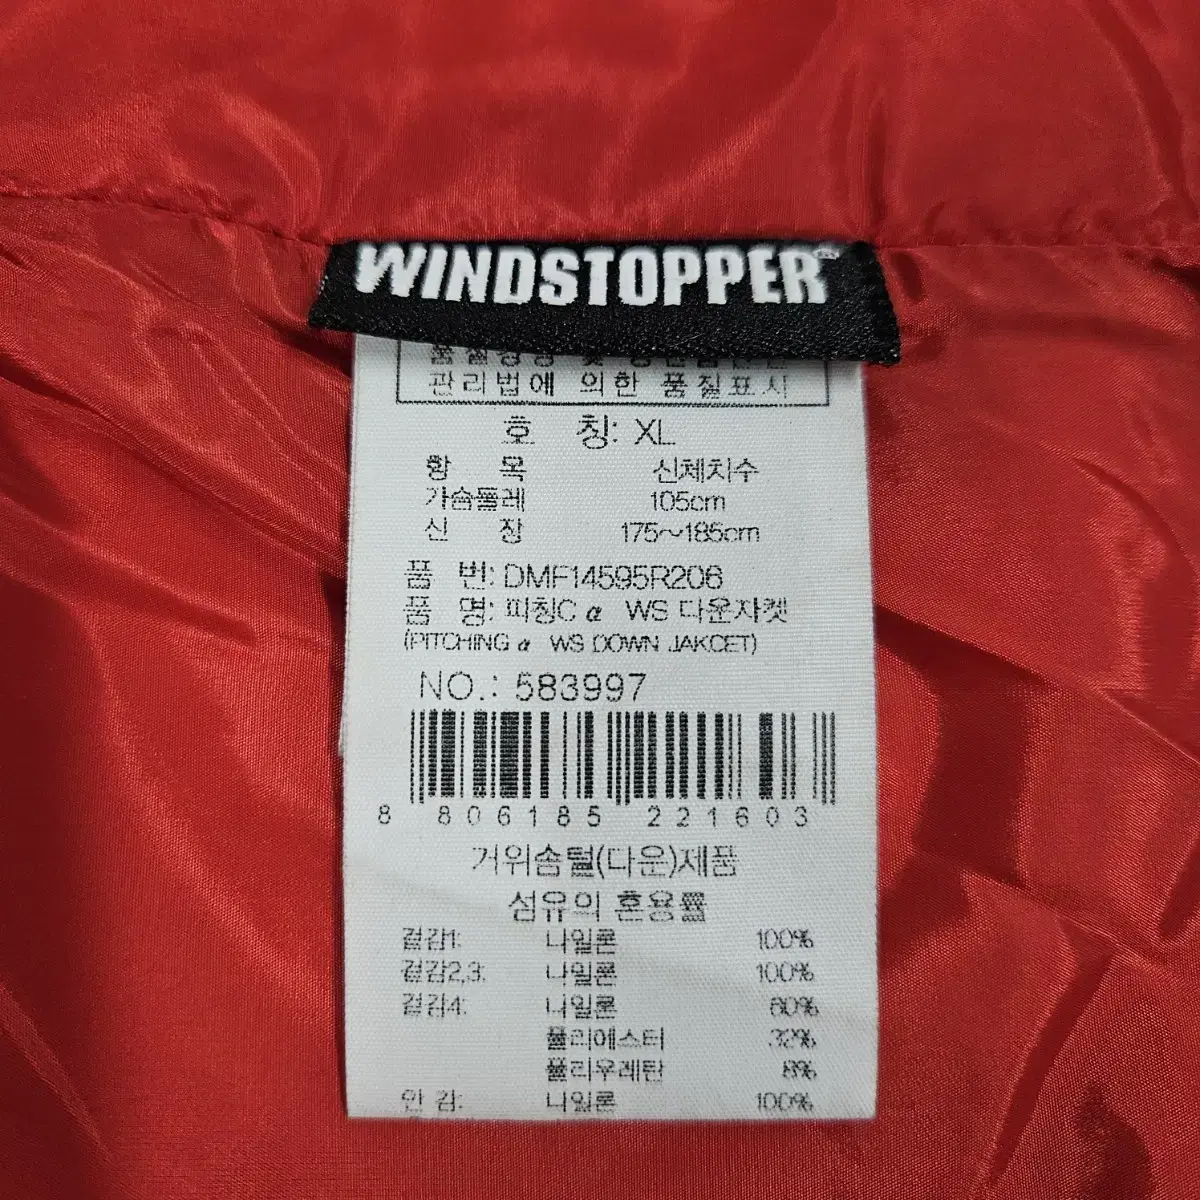 WINDSTOPPER
관리법에 의한 품질표시
호 칭: XL
항 목 신체치수
가슴둘레 105cm
신 장 175~185cm
품 번: DMF14595R206
품 명: 피칭C α WS 다운자켓
(PITCHING α WS DOWN JAKCET)
NO.: 583997
8 806185 221603
거위솜털(다운)제품
섬유의 혼용률
겉감1: 나일론 100%
겉감2,3: 나일론 100%
겉감4: 나일론 60%
폴리에스터 32%
폴리우레탄 8%
안 감: 나일론 100%